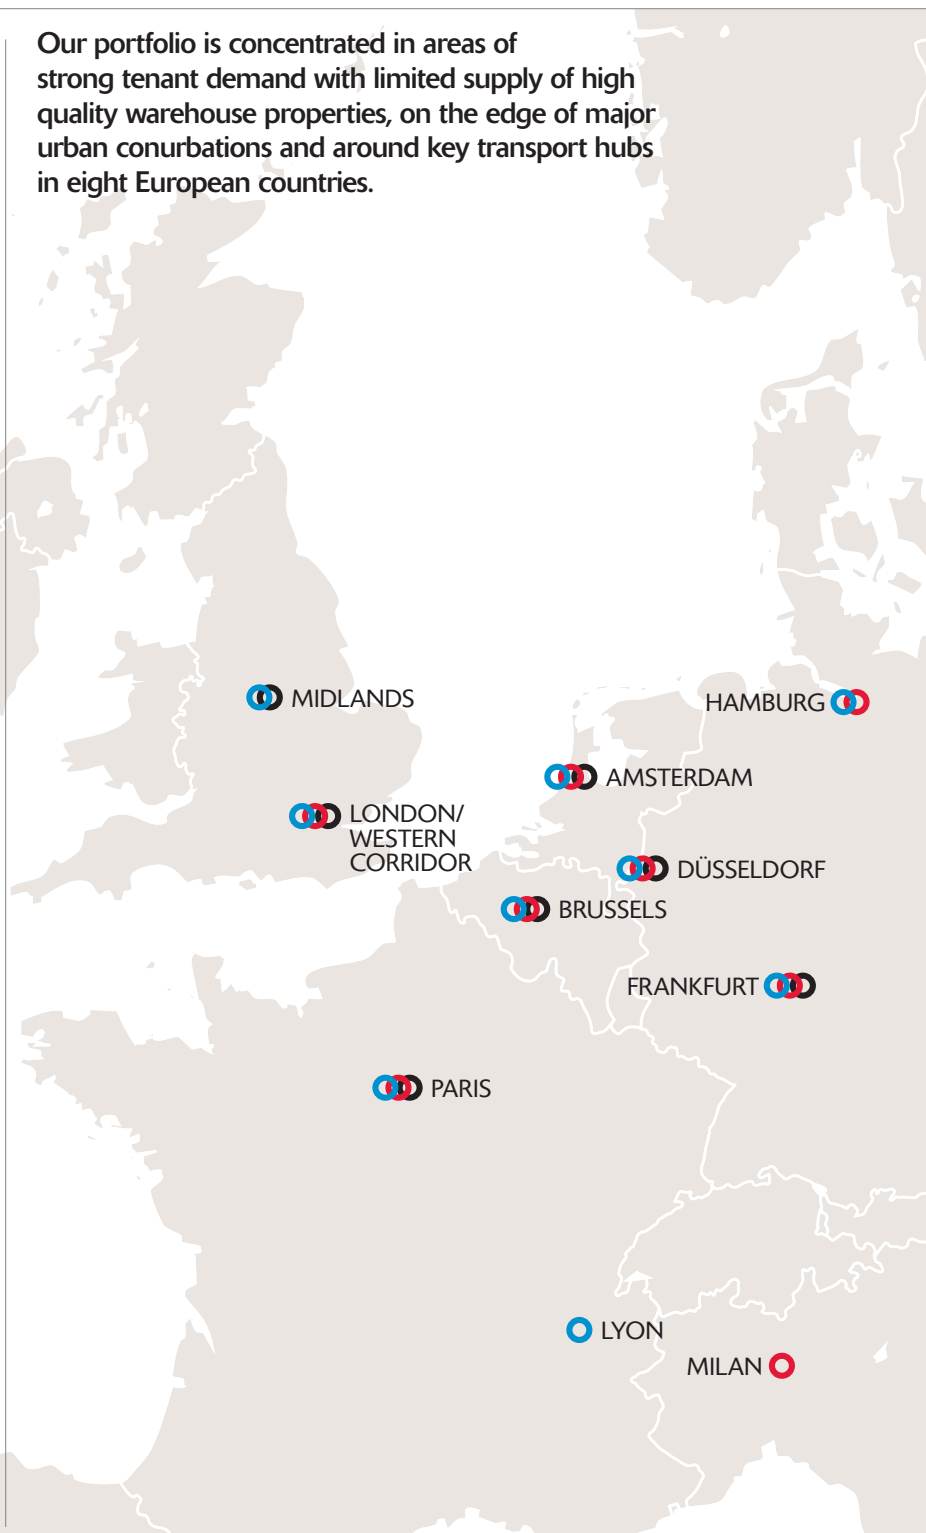 Our portfolio is concentrated in areas of
strong tenant demand with limited supply of high
quality warehouse properties, on the edge of major
urban conurbations and around key transport hubs
in eight European countries.
MIDLANDS
HAMBURG
AMSTERDAM
LONDON/
WESTERN
CORRIDOR
DÜSSELDORF
BRUSSELS
FRANKFURT
PARIS
LYON
MILAN